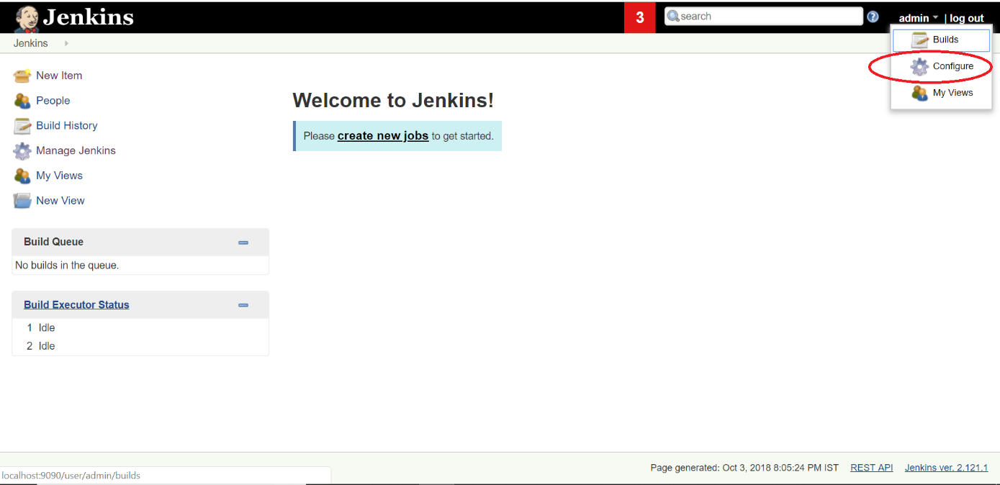 Jenkins
3
search
admin | log out
Jenkins
Builds
Configure
My Views
New Item
People
Build History
Manage Jenkins
My Views
New View
Welcome to Jenkins!
Please create new jobs to get started.
Build Queue
No builds in the queue.
Build Executor Status
1 Idle
2 Idle
Page generated: Oct 3, 2018 8:05:24 PM IST REST API Jenkins ver. 2.121.1
localhost:9090/user/admin/builds